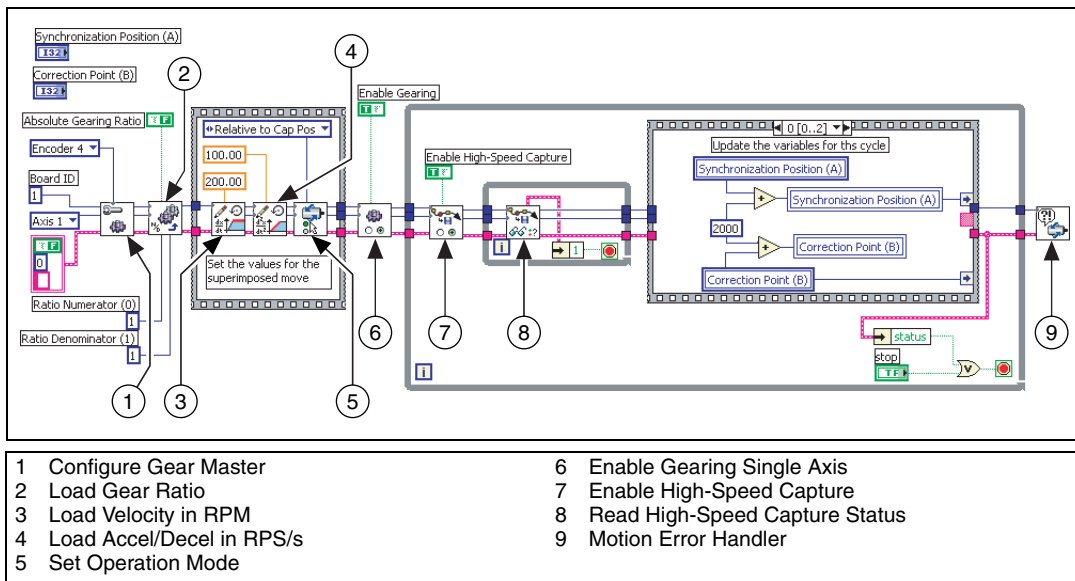 Synchronization Position (A)
I32
Correction Point (B)
I32
2
4
Absolute Gearing Ratio
F
Enable Gearing
T
Relative to Cap Pos
0 [0..2]
Update the variables for ths cycle
Encoder 4
100.00
Enable High-Speed Capture
T
Synchronization Position (A)
Board ID
1
200.00
Synchronization Position (A)
Axis 1
2000
F
0
1
Correction Point (B)
Set the values for the
superimposed move
Correction Point (B)
Ratio Numerator (0)
1
Ratio Denominator (1)
1
status
stop
TF
V
i
i
1
3
5
6
7
8
9
1 Configure Gear Master
2 Load Gear Ratio
3 Load Velocity in RPM
4 Load Accel/Decel in RPS/s
5 Set Operation Mode
6 Enable Gearing Single Axis
7 Enable High-Speed Capture
8 Read High-Speed Capture Status
9 Motion Error Handler